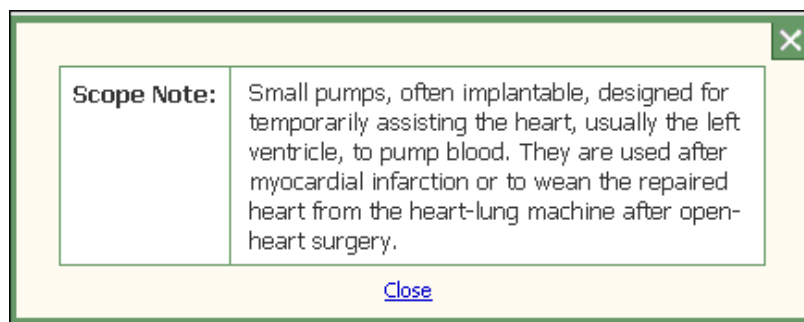 Scope Note:
Small pumps, often implantable, designed for
temporarily assisting the heart, usually the left
ventricle, to pump blood. They are used after
myocardial infarction or to wean the repaired
heart from the heart-lung machine after open-
heart surgery.
Close